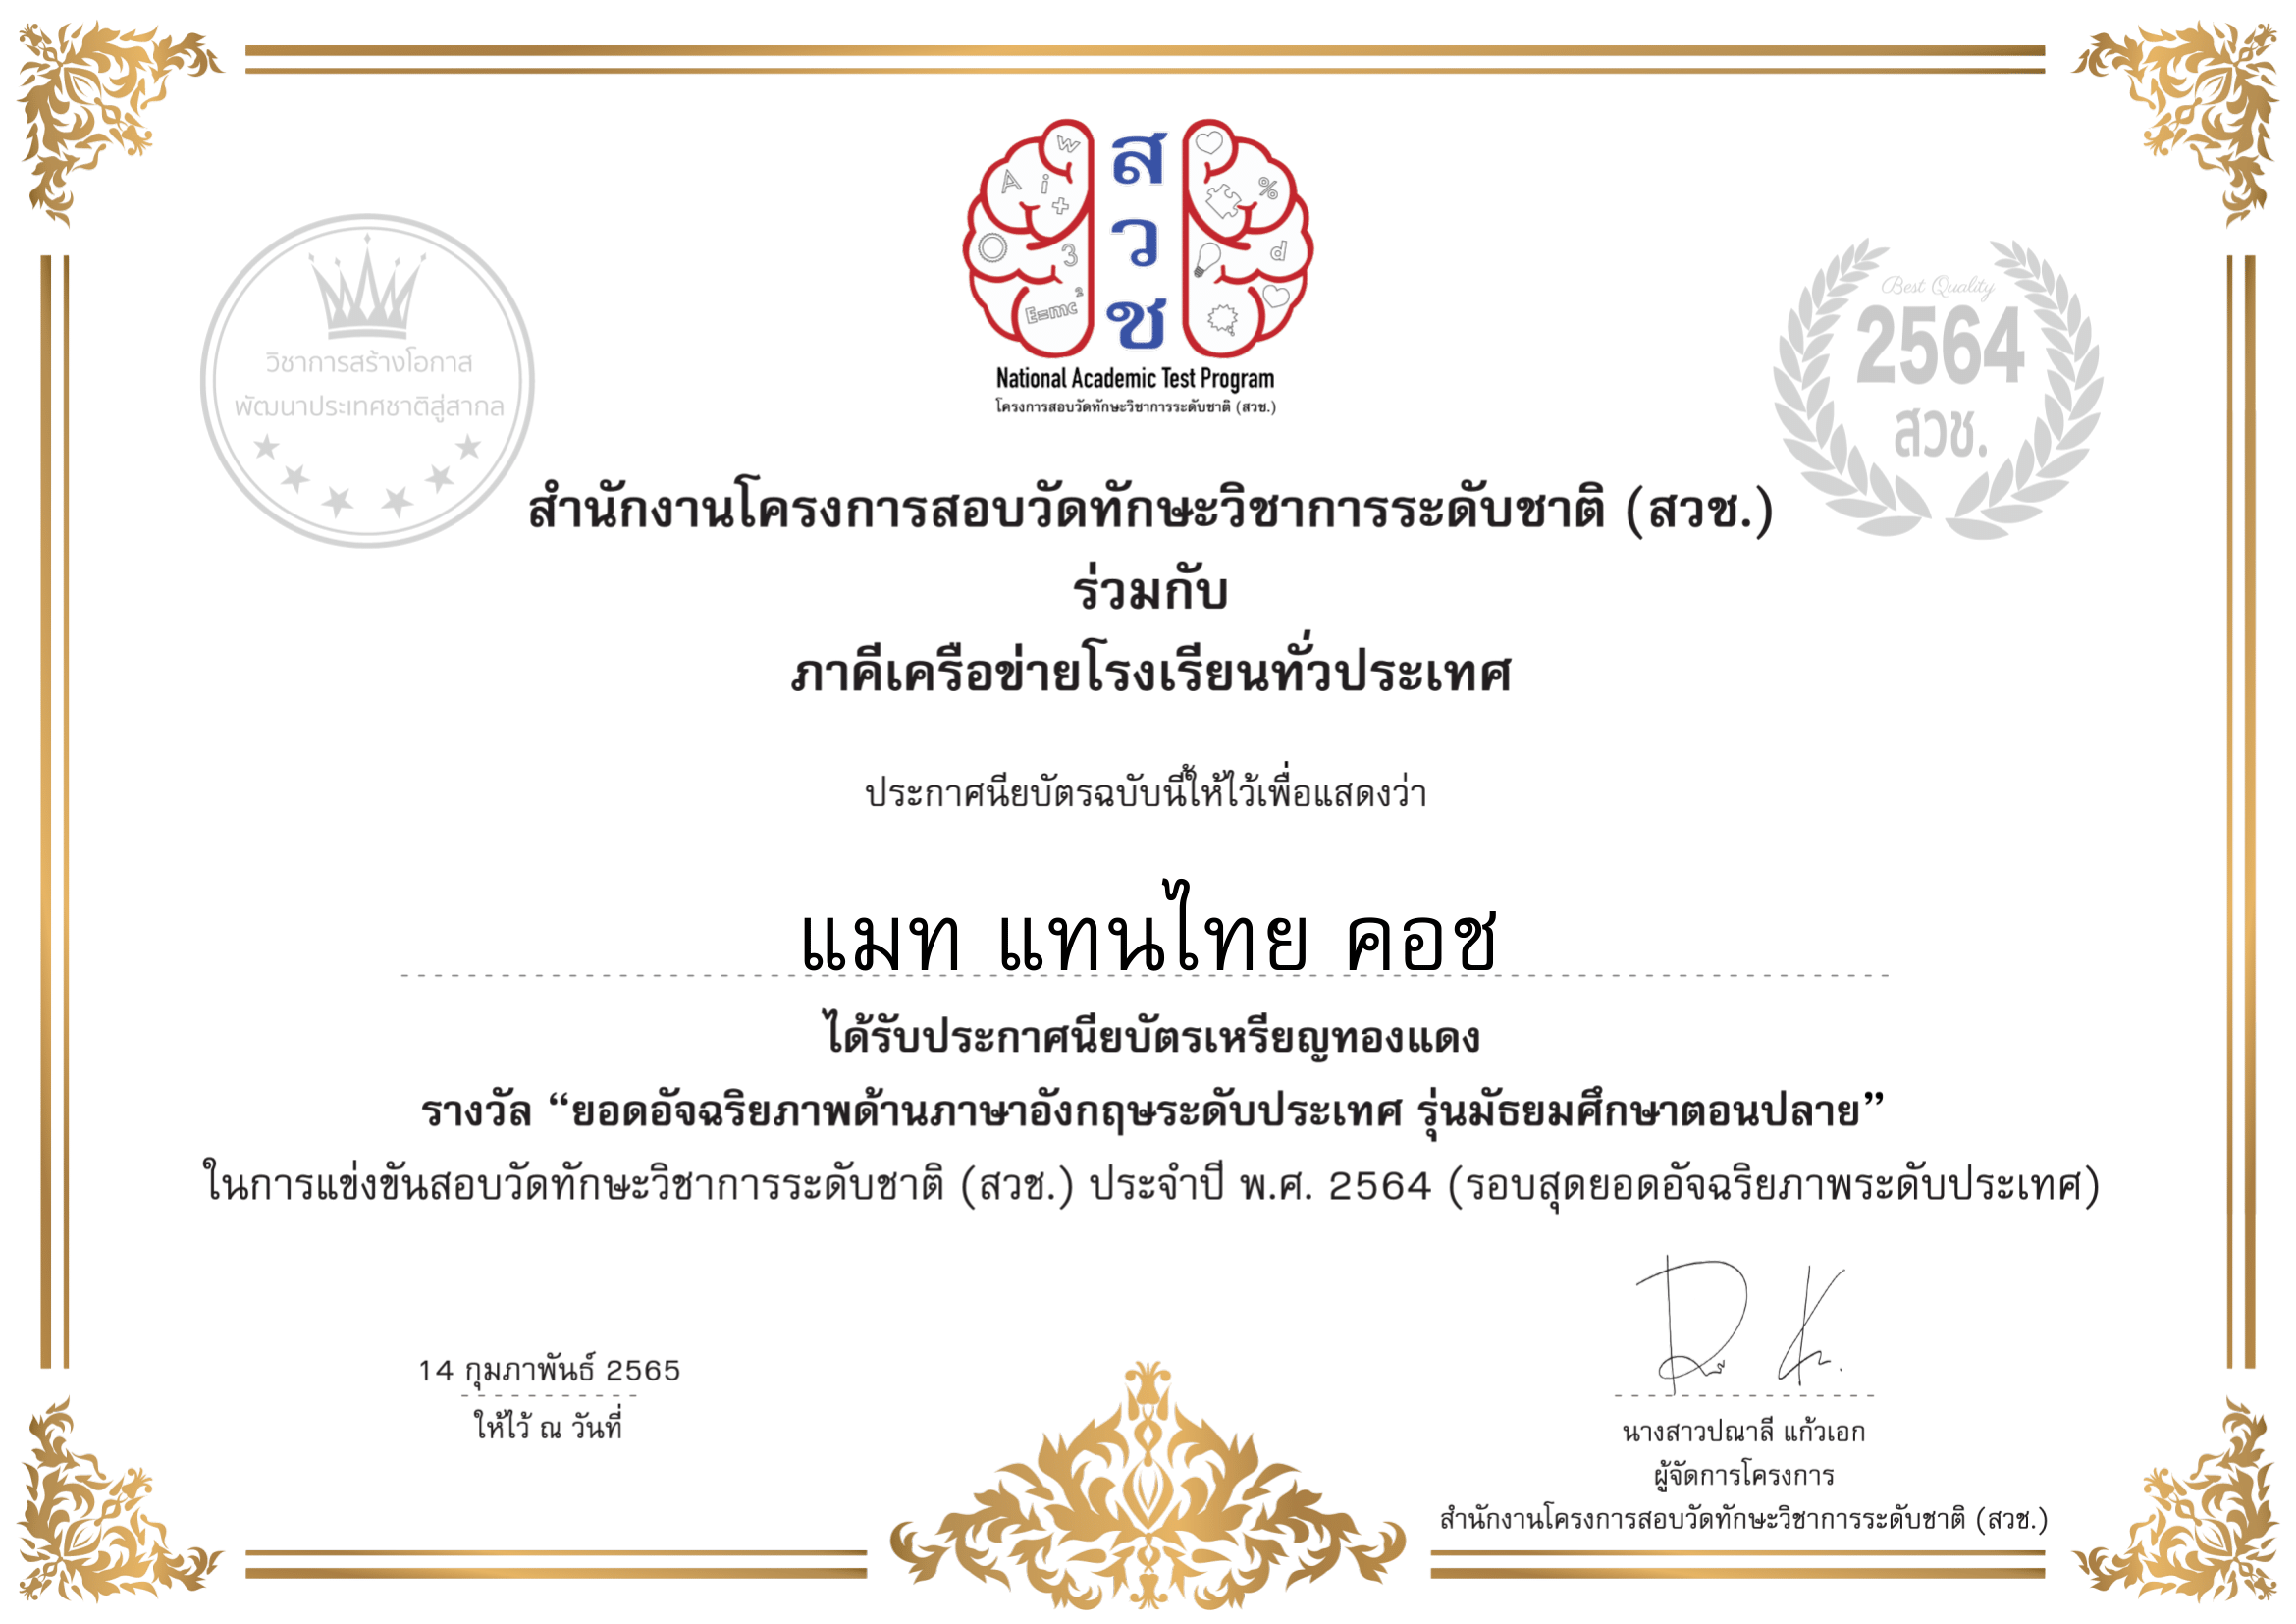 ส
ว
ช
W
A i
+
3
E=mc²
%
d
National Academic Test Program
โครงการสอบวัดทักษะวิชาการระดับชาติ (สวช.)
วิชาการสร้างโอกาส
พัฒนาประเทศชาติสู่สากล
Best Quality
2564
สวช.
สำนักงานโครงการสอบวัดทักษะวิชาการระดับชาติ (สวช.)
ร่วมกับ
ภาคีเครือข่ายโรงเรียนทั่วประเทศ
ประกาศนียบัตรฉบับนี้ให้ไว้เพื่อแสดงว่า
แมท แทนไทย คอช
ได้รับประกาศนียบัตรเหรียญทองแดง
รางวัล “ยอดอัจฉริยภาพด้านภาษาอังกฤษระดับประเทศ รุ่นมัธยมศึกษาตอนปลาย”
ในการแข่งขันสอบวัดทักษะวิชาการระดับชาติ (สวช.) ประจำปี พ.ศ. 2564 (รอบสุดยอดอัจฉริยภาพระดับประเทศ)
14 กุมภาพันธ์ 2565
ให้ไว้ ณ วันที่
นางสาวปณาลี แก้วเอก
ผู้จัดการโครงการ
สำนักงานโครงการสอบวัดทักษะวิชาการระดับชาติ (สวช.)